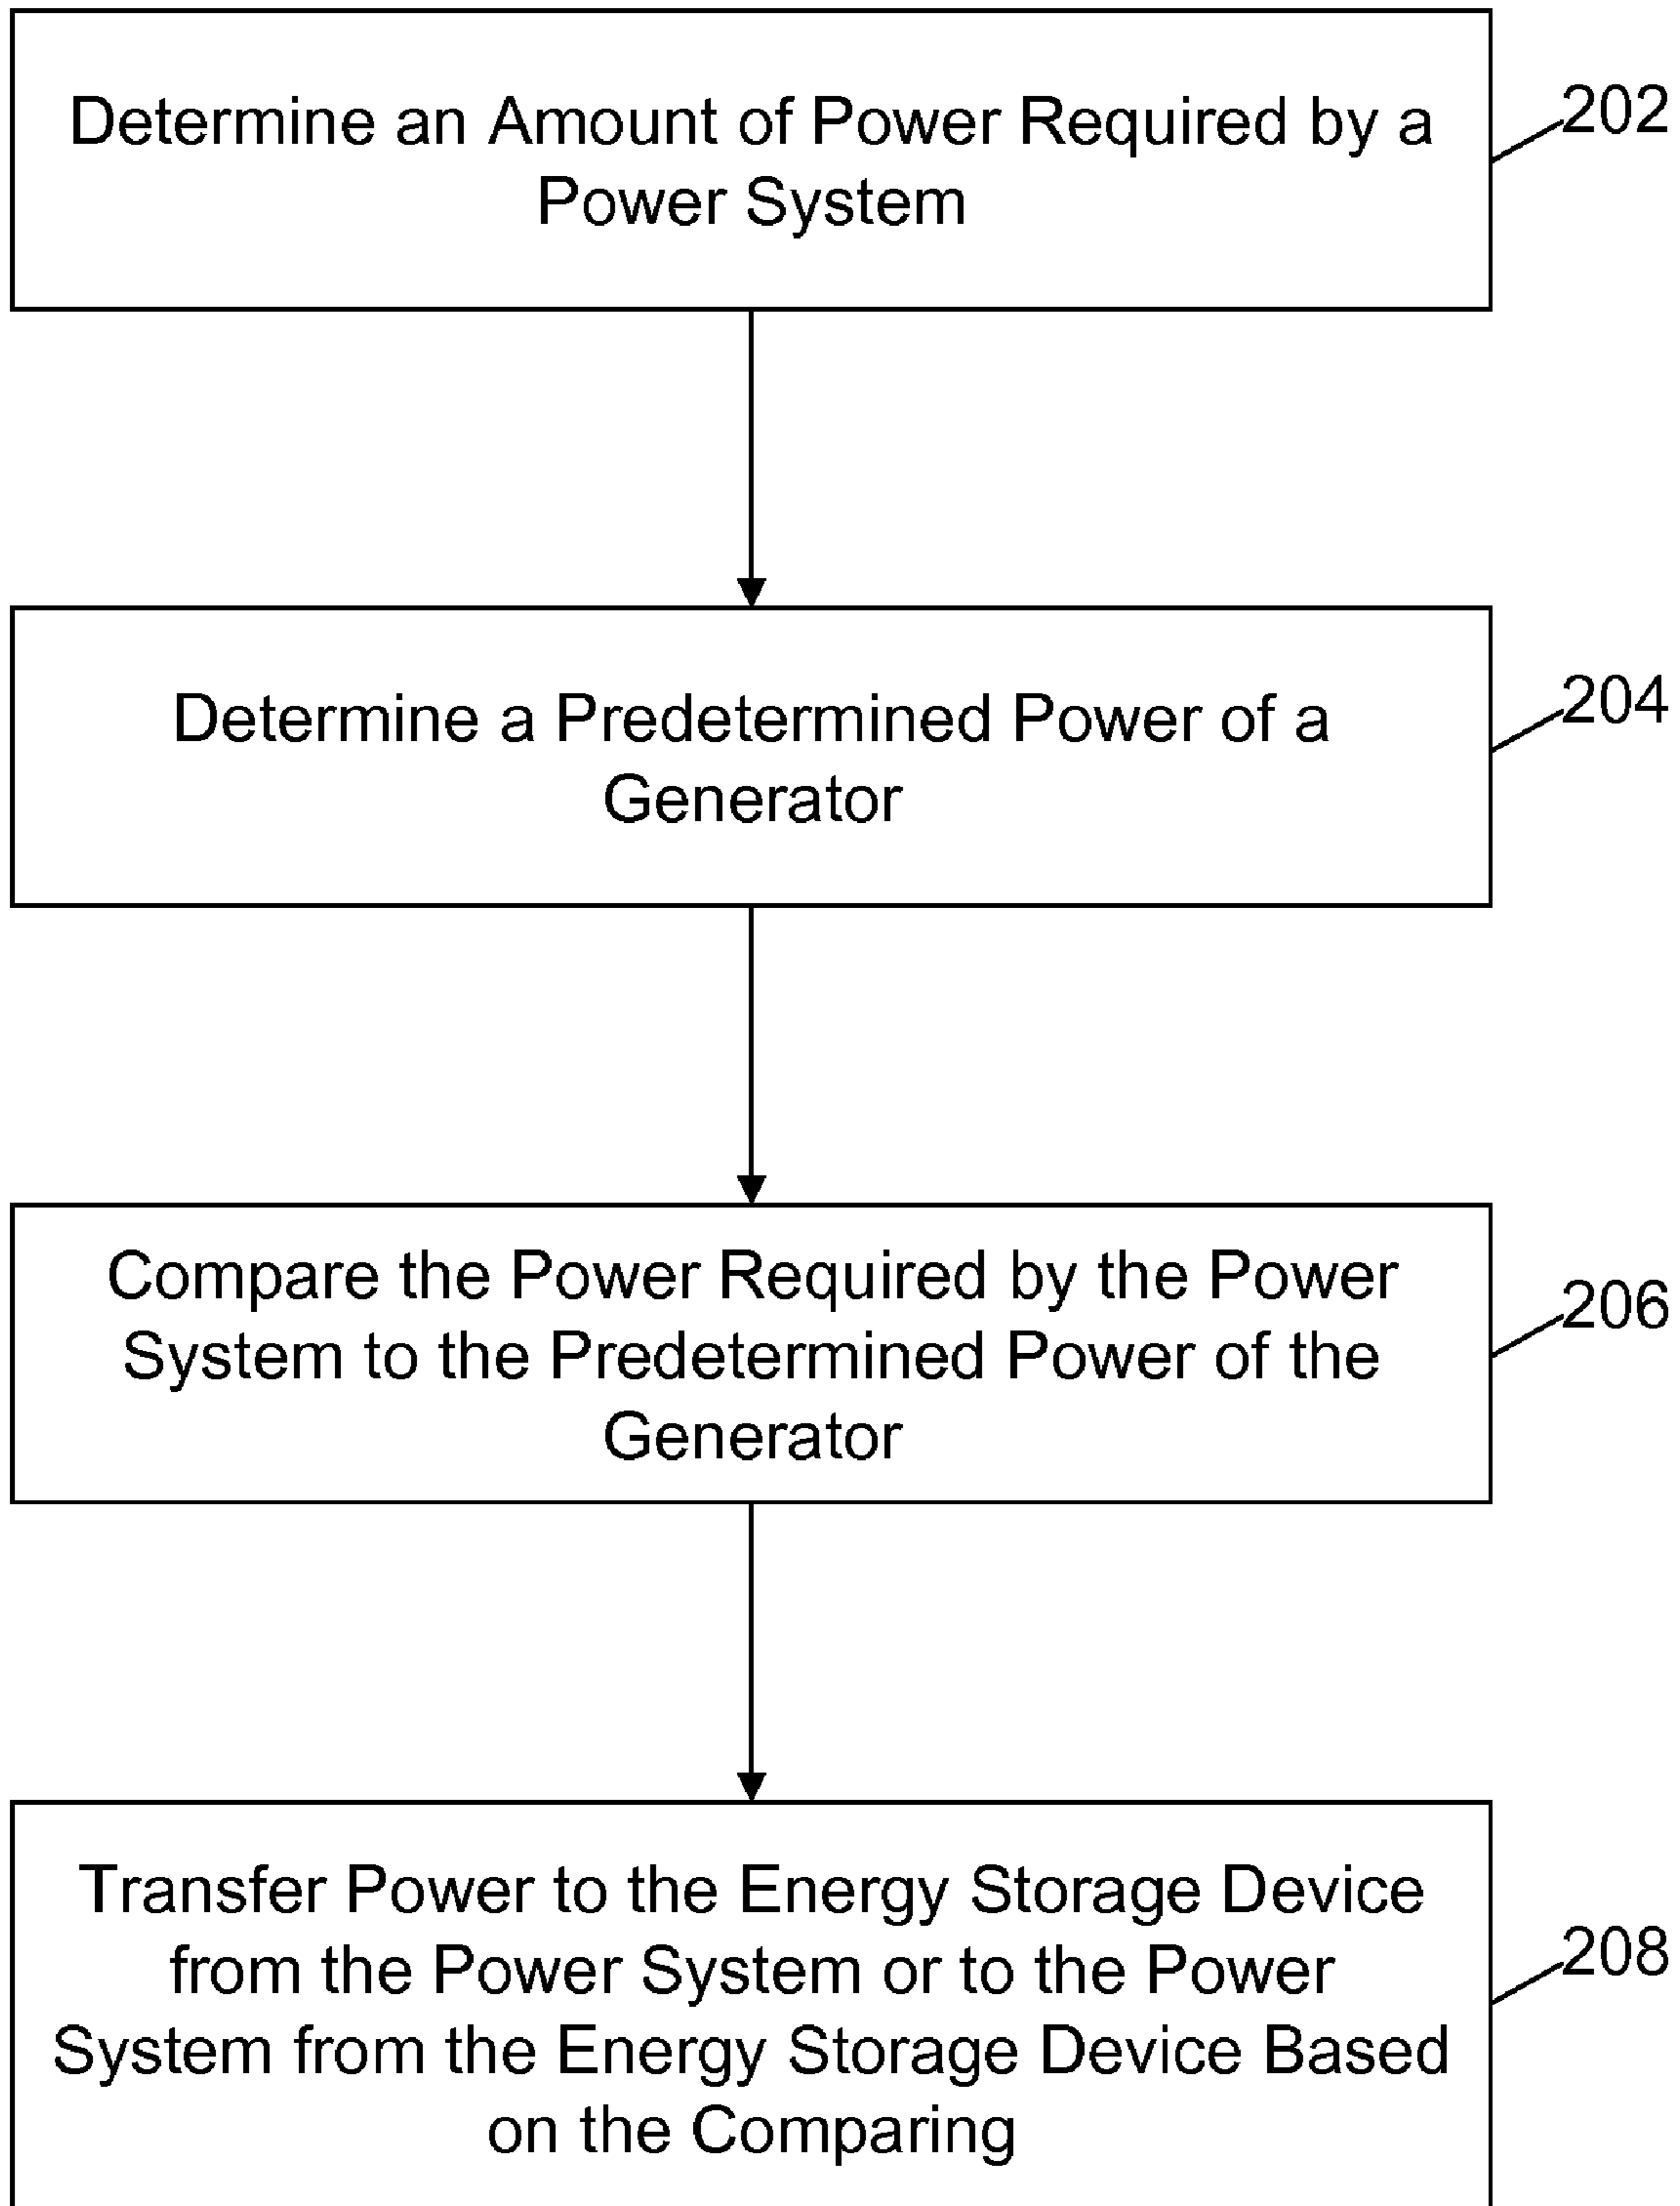 Determine an Amount of Power Required by a
Power System
202
Determine a Predetermined Power of a
Generator
204
Compare the Power Required by the Power
System to the Predetermined Power of the
Generator
206
Transfer Power to the Energy Storage Device
from the Power System or to the Power
System from the Energy Storage Device Based
on the Comparing
208